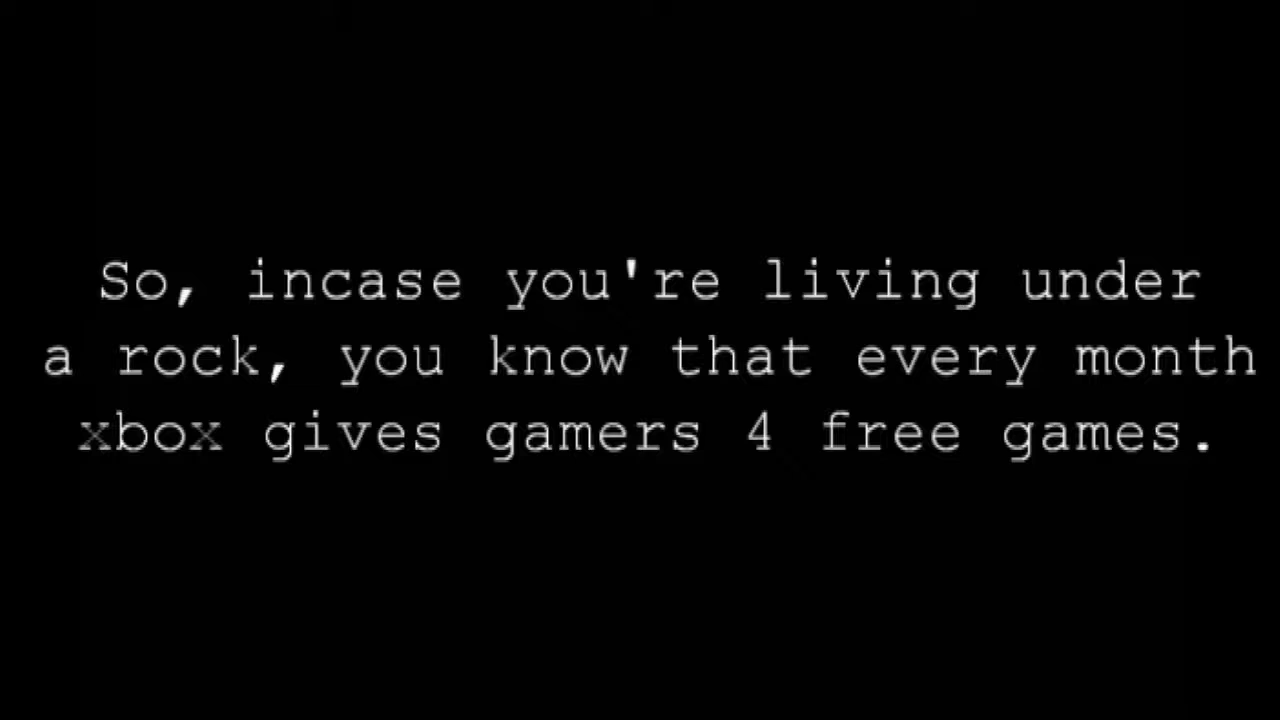 So, incase you're living under
a rock, you know that every month
xbox gives gamers 4 free games.